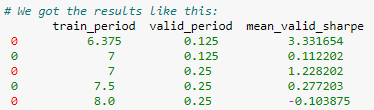 # We got the results like this:
train_period valid_period mean_valid_sharpe
0 6.375 0.125 3.331654
0 7 0.125 0.112202
0 7 0.25 1.228202
0 7.5 0.25 0.277203
0 8.0 0.25 -0.103875